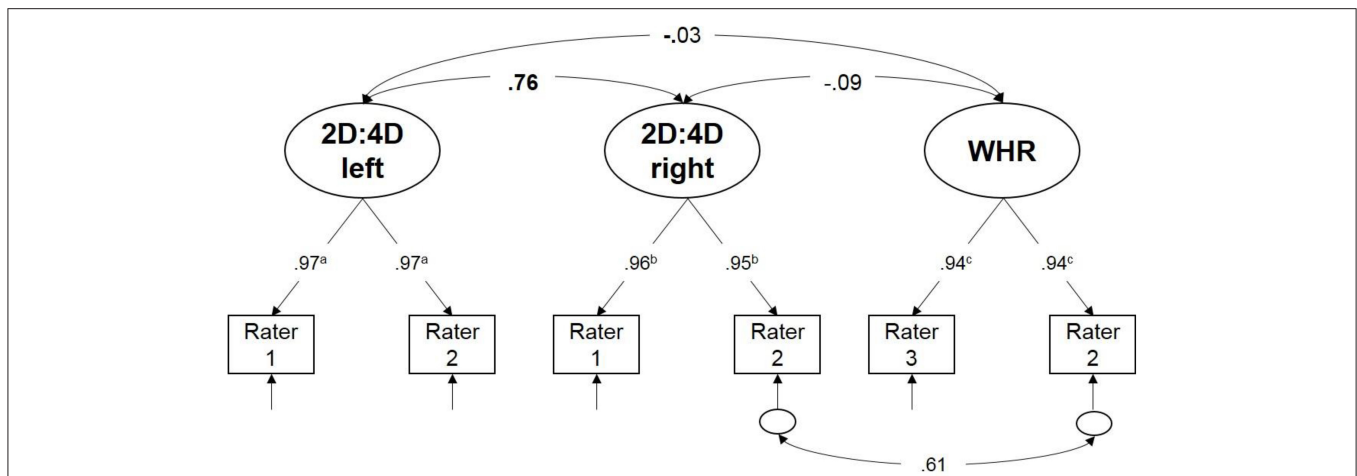 -.03
.76
-.09
2D:4D
left
2D:4D
right
WHR
.97ᵃ
.97ᵃ
.96ᵇ
.95ᵇ
.94ᶜ
.94ᶜ
Rater
1
Rater
2
Rater
1
Rater
2
Rater
3
Rater
2
.61